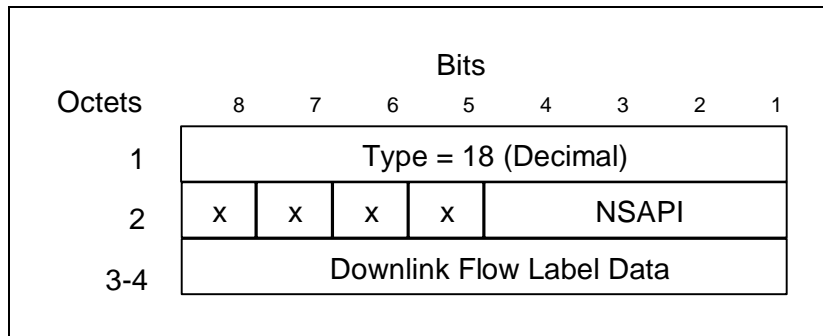 Bits
Octets 8 7 6 5 4 3 2 1
1 Type = 18 (Decimal)
2 x x x x NSAPI
3-4 Downlink Flow Label Data